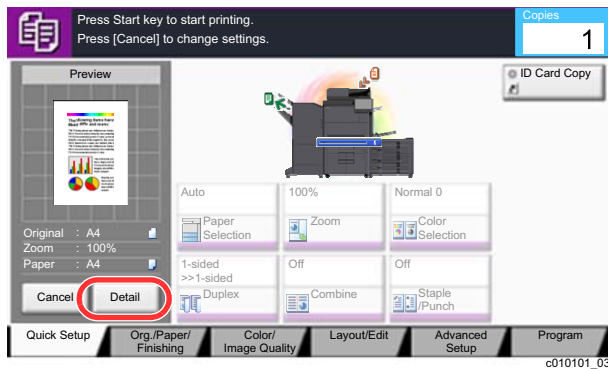 Press Start key to start printing.
Press [Cancel] to change settings.
Copies
1
Preview
ID Card Copy
Original : A4
Zoom : 100%
Paper : A4
Cancel
Detail
Auto
Paper
Selection
100%
Zoom
Normal 0
Color
Selection
1-sided
>>1-sided
Duplex
Off
Combine
Off
Staple
/Punch
Quick Setup
Org./Paper/
Finishing
Color/
Image Quality
Layout/Edit
Advanced
Setup
Program
c010101_03